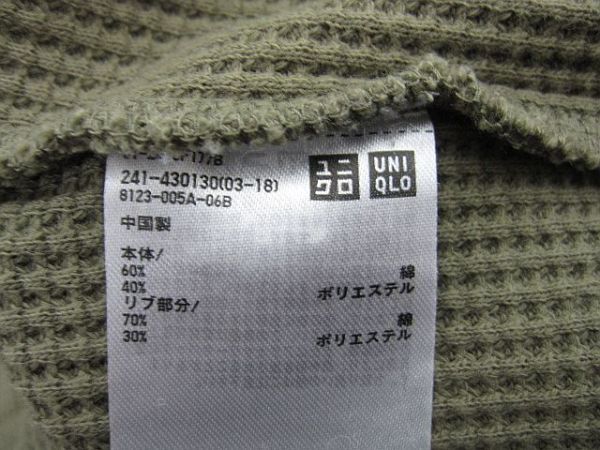 241-430130(03-18)
8123-005A-06B
ユニ
クロ
UNI
QLO
中国製
本体/
60% 綿
40% ポリエステル
リブ部分/
70% 綿
30% ポリエステル